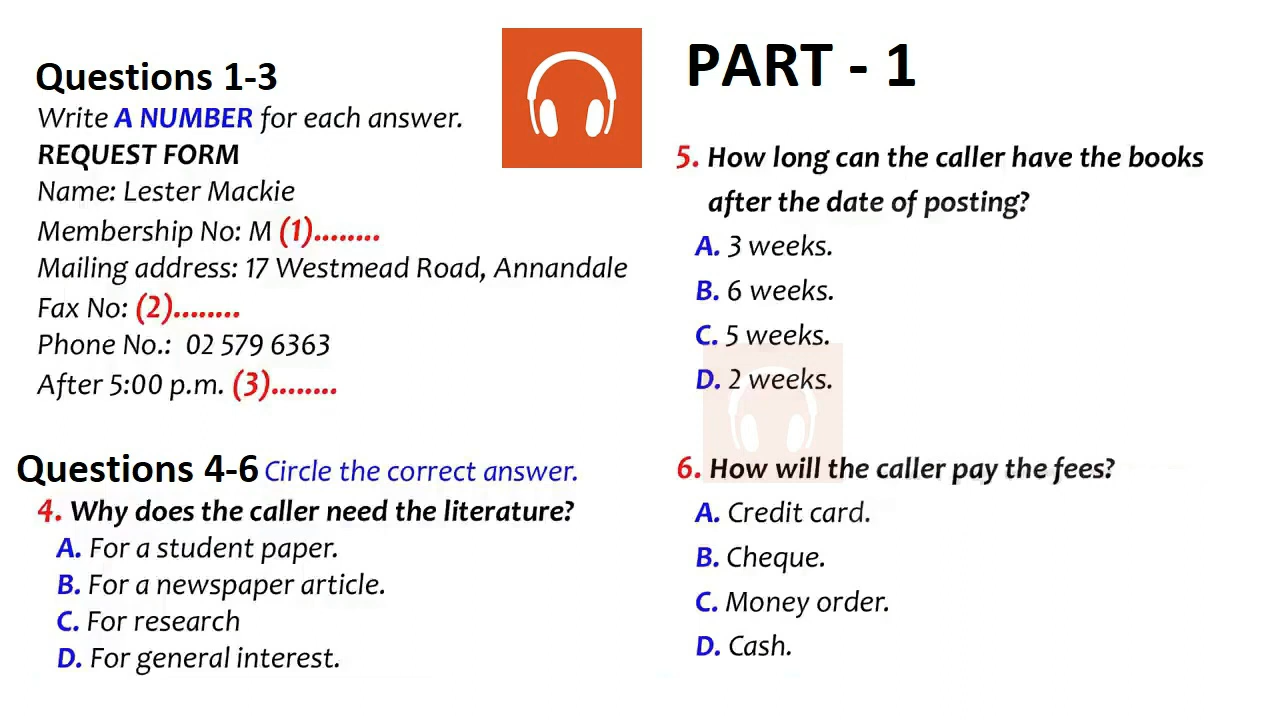 Questions 1-3
Write A NUMBER for each answer.
REQUEST FORM
Name: Lester Mackie
Membership No: M (1)........
Mailing address: 17 Westmead Road, Annandale
Fax No: (2)........
Phone No.: 02 579 6363
After 5:00 p.m. (3)........
Questions 4-6 Circle the correct answer.
4. Why does the caller need the literature?
A. For a student paper.
B. For a newspaper article.
C. For research
D. For general interest.
PART - 1
5. How long can the caller have the books
after the date of posting?
A. 3 weeks.
B. 6 weeks.
C. 5 weeks.
D. 2 weeks.
6. How will the caller pay the fees?
A. Credit card.
B. Cheque.
C. Money order.
D. Cash.